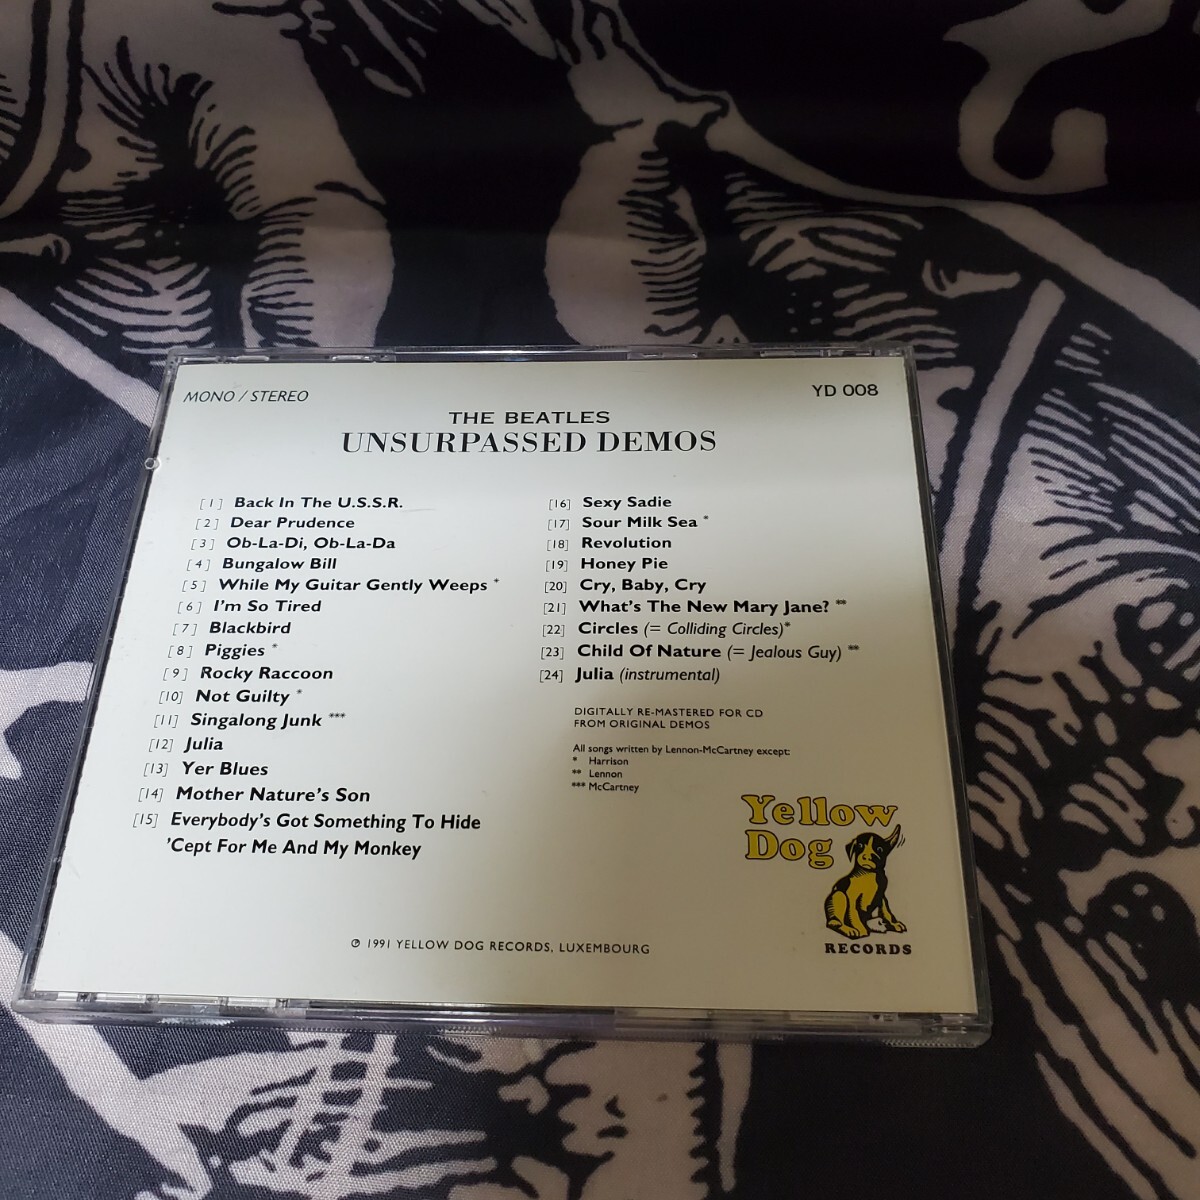 MONO / STEREO
YD 008
THE BEATLES
UNSURPASSED DEMOS
[1] Back In The U.S.S.R.
[2] Dear Prudence
[3] Ob-La-Di, Ob-La-Da
[4] Bungalow Bill
[5] While My Guitar Gently Weeps *
[6] I'm So Tired
[7] Blackbird
[8] Piggies *
[9] Rocky Raccoon
[10] Not Guilty *
[11] Singalong Junk ***
[12] Julia
[13] Yer Blues
[14] Mother Nature's Son
[15] Everybody's Got Something To Hide
'Cept For Me And My Monkey
[16] Sexy Sadie
[17] Sour Milk Sea *
[18] Revolution
[19] Honey Pie
[20] Cry, Baby, Cry
[21] What's The New Mary Jane? **
[22] Circles (= Colliding Circles)*
[23] Child Of Nature (= Jealous Guy) **
[24] Julia (instrumental)
DIGITALLY RE-MASTERED FOR CD
FROM ORIGINAL DEMOS
All songs written by Lennon-McCartney except:
* Harrison
** Lennon
*** McCartney
Yellow
Dog
RECORDS
℗ 1991 YELLOW DOG RECORDS, LUXEMBOURG